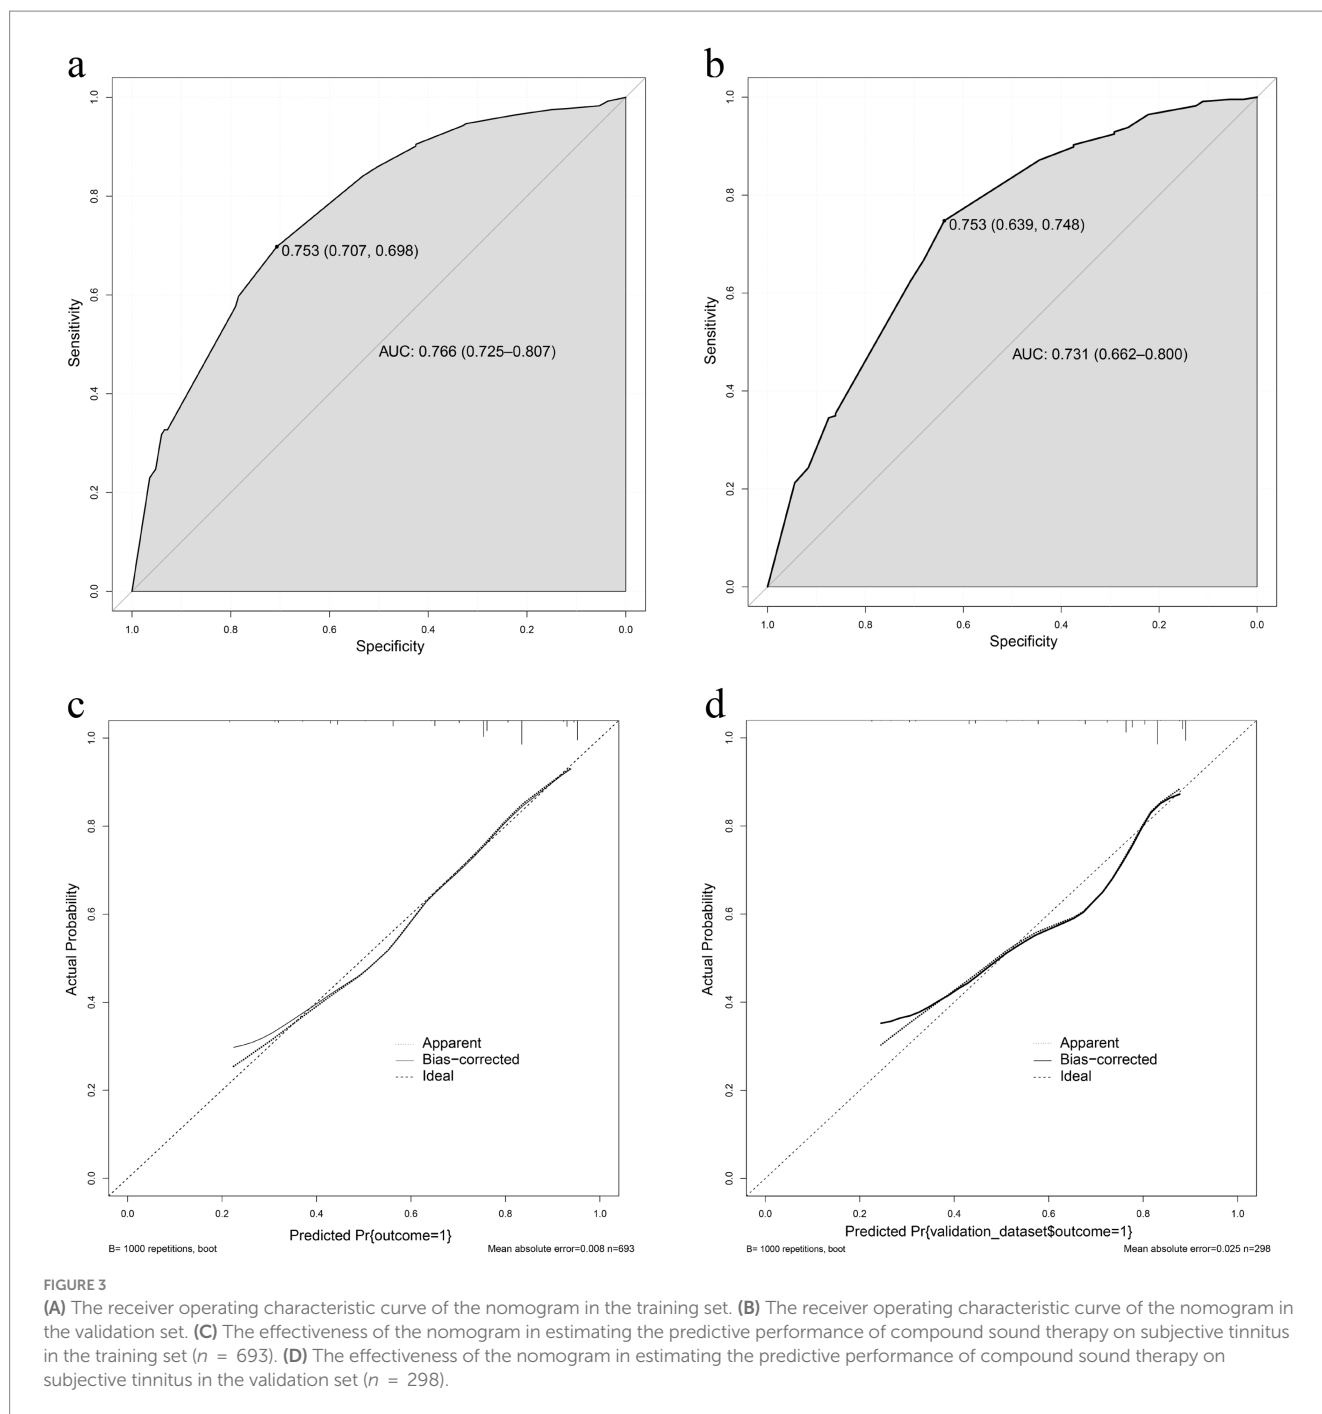 a
1.0
0.8
0.6
0.4
0.2
0.0
Sensitivity
0.753 (0.707, 0.698)
AUC: 0.766 (0.725–0.807)
1.0 0.8 0.6 0.4 0.2 0.0
Specificity
b
1.0
0.8
0.6
0.4
0.2
0.0
Sensitivity
0.753 (0.639, 0.748)
AUC: 0.731 (0.662–0.800)
1.0 0.8 0.6 0.4 0.2 0.0
Specificity
c
1.0
0.8
0.6
0.4
0.2
0.0
Actual Probability
Apparent
Bias−corrected
Ideal
0.0 0.2 0.4 0.6 0.8 1.0
Predicted Pr{outcome=1}
B= 1000 repetitions, boot
Mean absolute error=0.008 n=693
d
1.0
0.8
0.6
0.4
0.2
0.0
Actual Probability
Apparent
Bias−corrected
Ideal
0.0 0.2 0.4 0.6 0.8 1.0
Predicted Pr{validation_dataset$outcome=1}
B= 1000 repetitions, boot
Mean absolute error=0.025 n=298
FIGURE 3
(A) The receiver operating characteristic curve of the nomogram in the training set. (B) The receiver operating characteristic curve of the nomogram in
the validation set. (C) The effectiveness of the nomogram in estimating the predictive performance of compound sound therapy on subjective tinnitus
in the training set (n = 693). (D) The effectiveness of the nomogram in estimating the predictive performance of compound sound therapy on
subjective tinnitus in the validation set (n = 298).